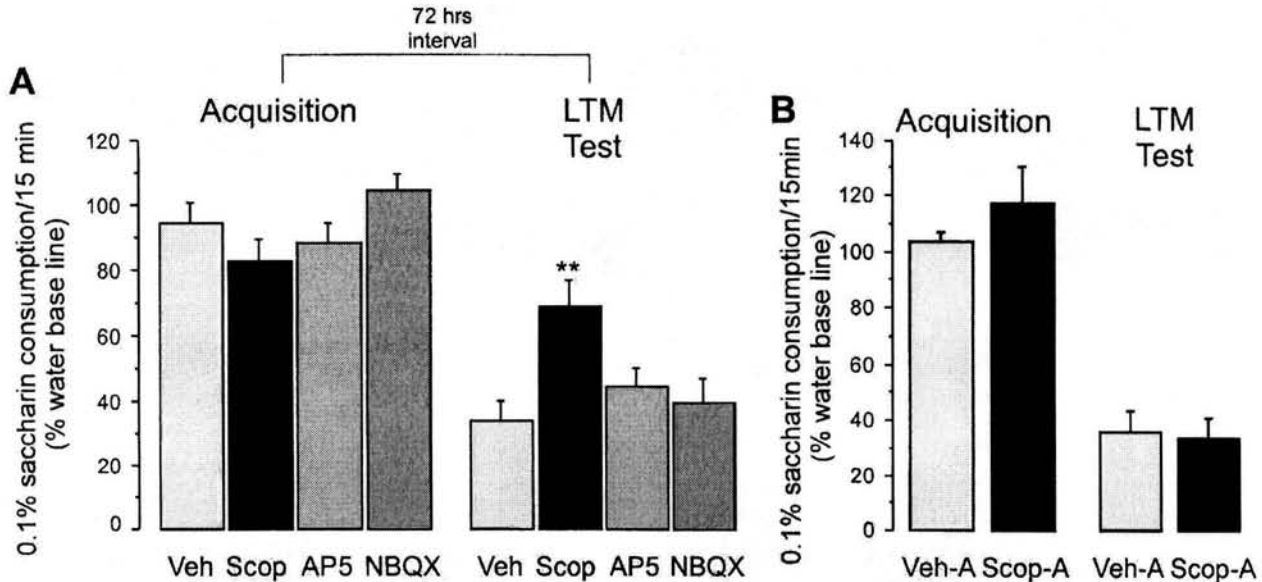 72 hrs
interval
A
Acquisition
LTM
Test
0.1% saccharin consumption/15 min
(% water base line)
120
100
80
60
40
20
0
**
Veh Scop AP5 NBQX
Veh Scop AP5 NBQX
B
Acquisition
LTM
Test
0.1% saccharin consumption/15min
(% water base line)
140
120
100
80
60
40
20
0
Veh-A Scop-A
Veh-A Scop-A